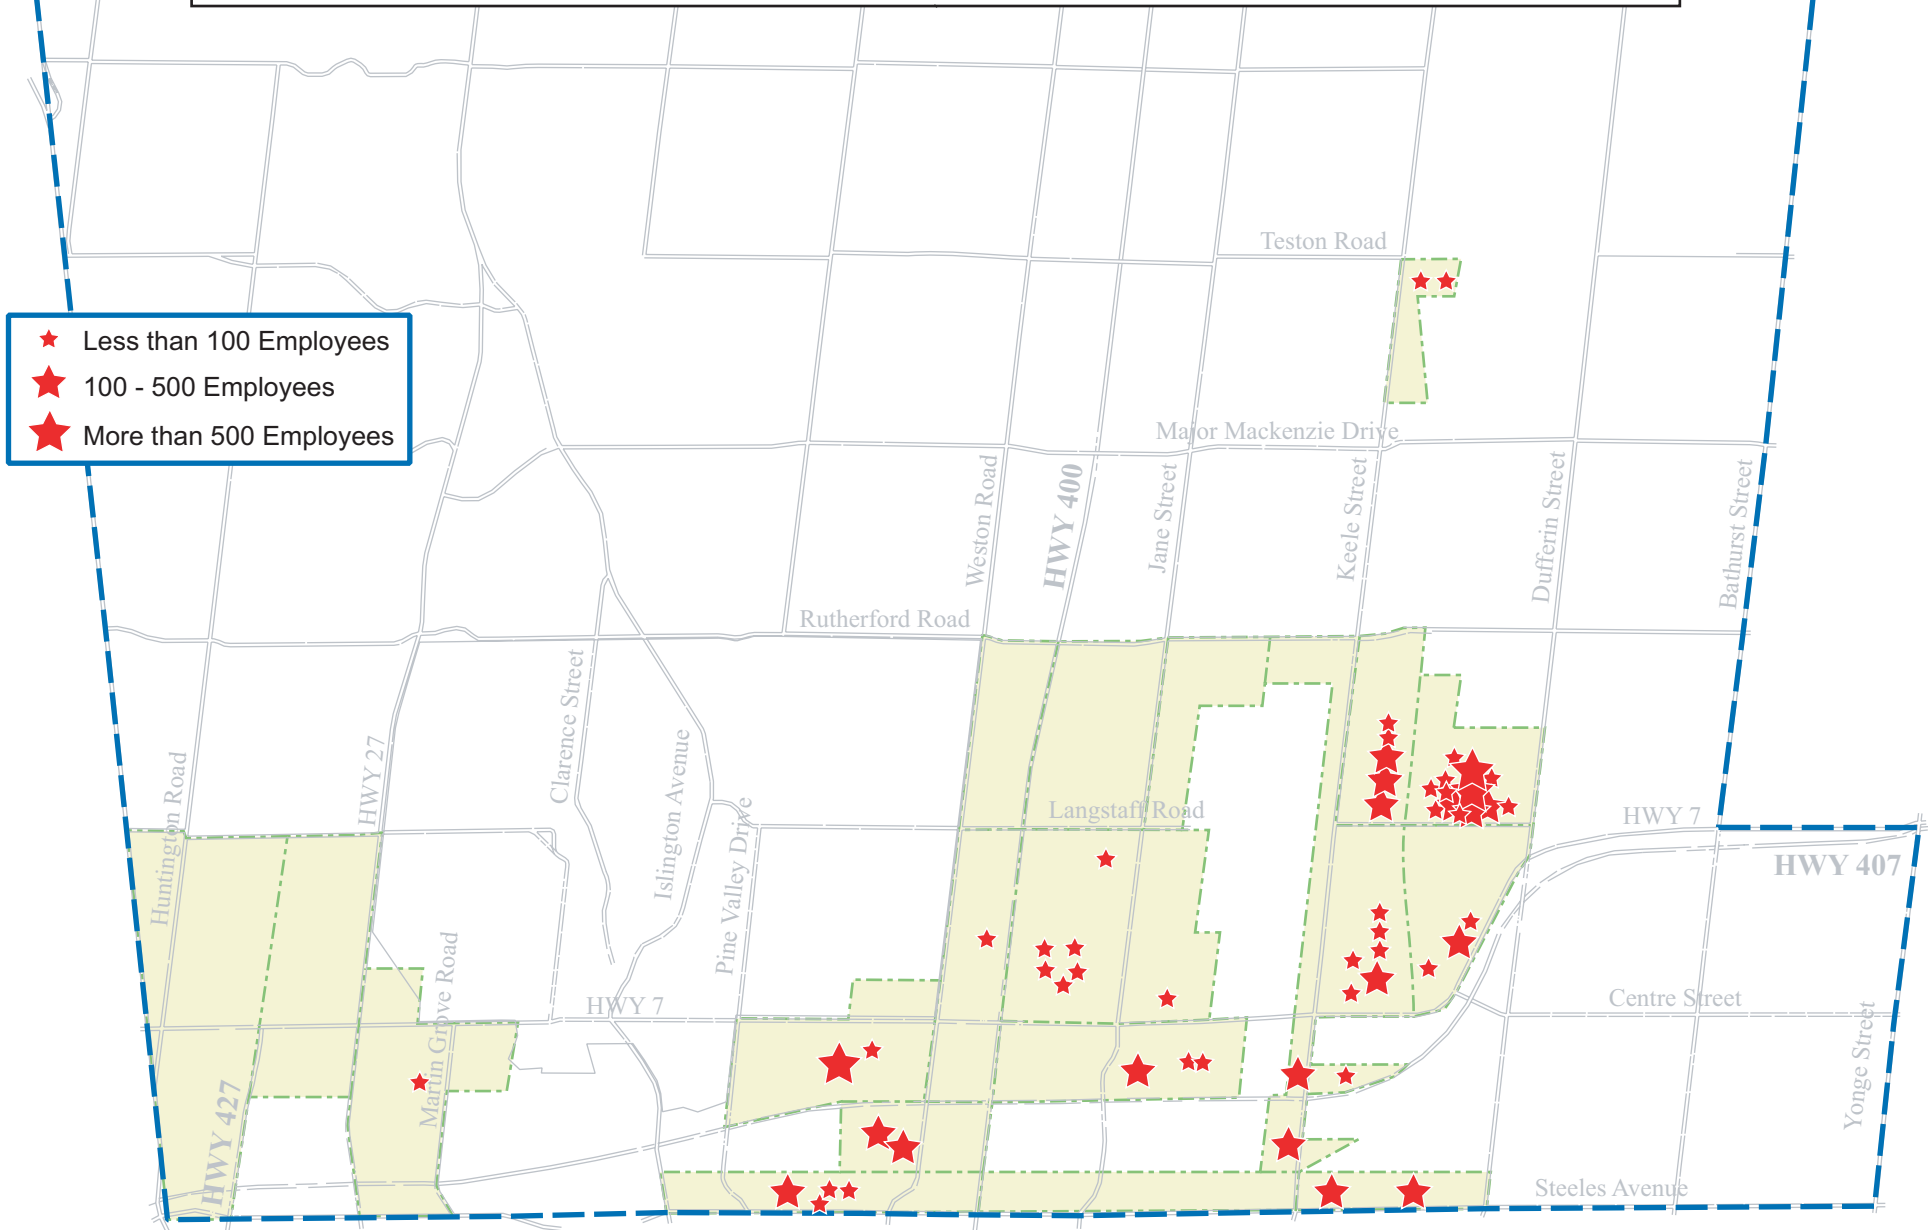 Teston Road
Less than 100 Employees
100 - 500 Employees
More than 500 Employees
Major Mackenzie Drive
Weston Road
HWY 400
Jane Street
Keele Street
Dufferin Street
Bathurst Street
Rutherford Road
Clarence Street
Islington Avenue
Huntington Road
HWY 27
Pine Valley Drive
Langstaff Road
HWY 7
HWY 407
Martin Grove Road
HWY 7
Centre Street
Yonge Street
HWY 427
Steeles Avenue